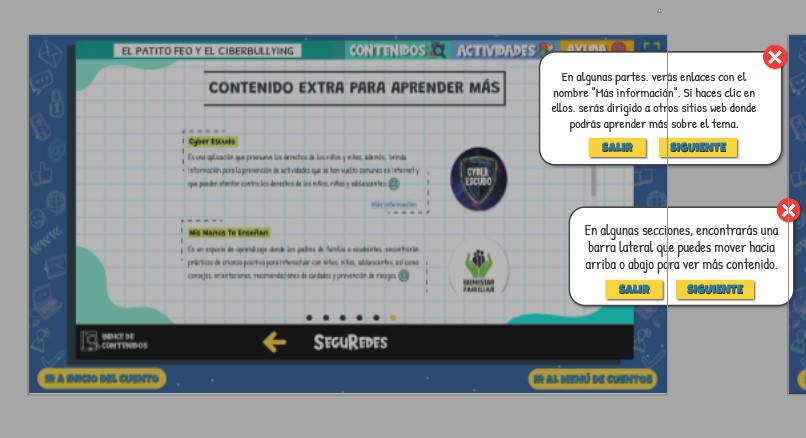 EL PATITO FEO Y EL CIBERBULLYING
CONTENIDOS
ACTIVIDADES
AYUDA
CONTENIDO EXTRA PARA APRENDER MÁS
Cyber Escudo
Es una aplicación que promueve los derechos de los niños y niñas, además, brinda
información para la prevención de actividades que se han vuelto comunes en internet y
que pueden atentar contra los derechos de los niños, niñas y adolescentes.
Más información
CYBER
ESCUDO
Mis Manos Te Enseñan
Es un espacio de aprendizaje donde los padres de familia o acudientes, encontrarán
prácticas de crianza positiva para interactuar con niños, niñas, adolescentes, así como
consejos, orientaciones, recomendaciones de cuidados y prevención de riesgos.
BIENESTAR
FAMILIAR
ÍNDICE DE
CONTENIDOS
SEGUREDES
IR A INICIO DEL CUENTO
IR AL MENÚ DE CUENTOS
En algunas partes. verás enlaces con el
nombre "Más información". Si haces clic en
ellos. serás dirigido a otros sitios web donde
podrás aprender más sobre el tema.
SALIR
SIGUIENTE
En algunas secciones, encontrarás una
barra lateral que puedes mover hacia
arriba o abajo para ver más contenido.
SALIR
SIGUIENTE